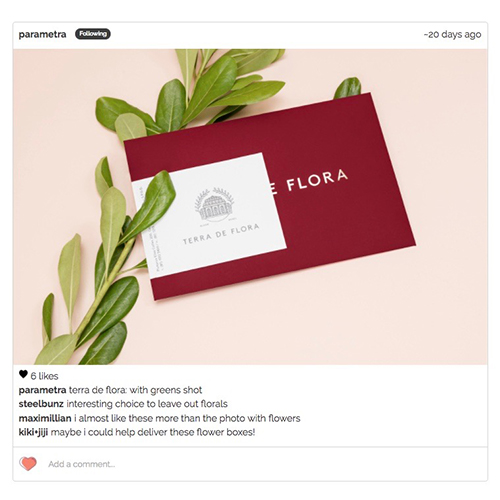 parametra Following ~20 days ago
E FLORA
TERRA DE FLORA
6 likes
parametra terra de flora: with greens shot
steelbunz interesting choice to leave out florals
maximillian i almost like these more than the photo with flowers
kiki+jiji maybe i could help deliver these flower boxes!
Add a comment...